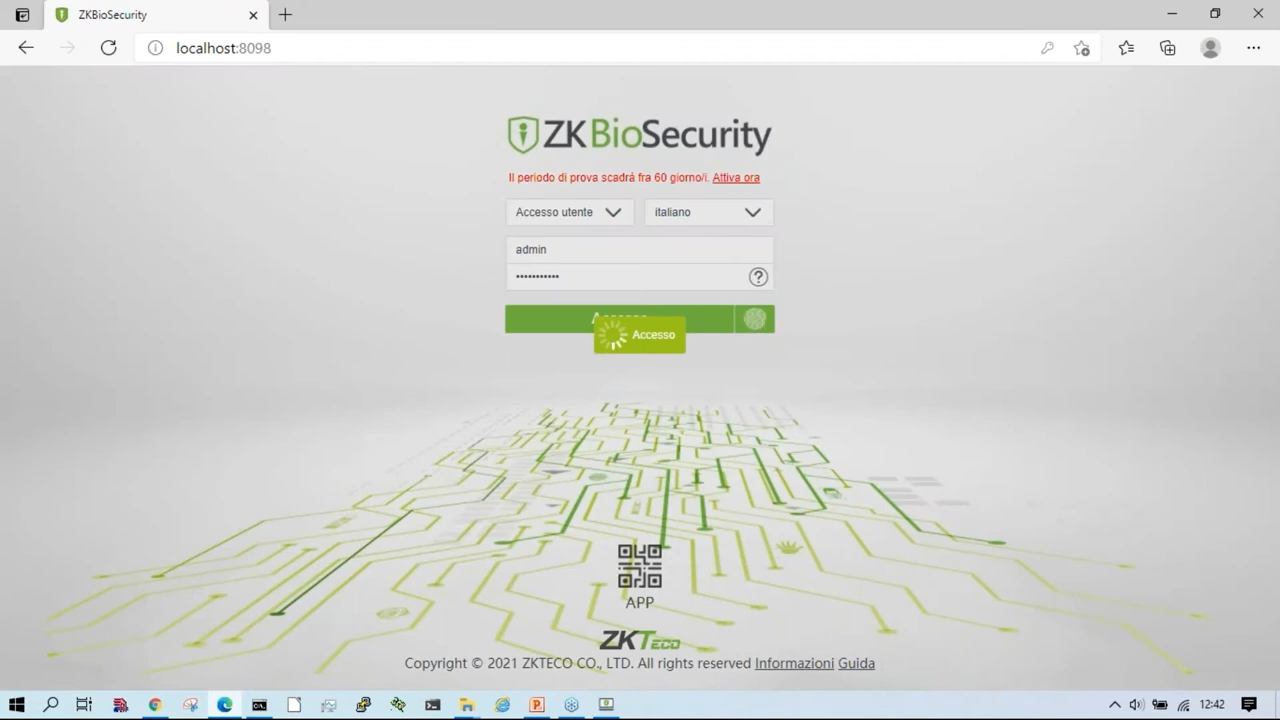 ZKBioSecurity
localhost:8098
ZKBioSecurity
Il periodo di prova scadrá fra 60 giorno/i. Attiva ora
Accesso utente
italiano
admin
Accesso
APP
ZKTECO
Copyright © 2021 ZKTECO CO., LTD. All rights reserved Informazioni Guida
12:42